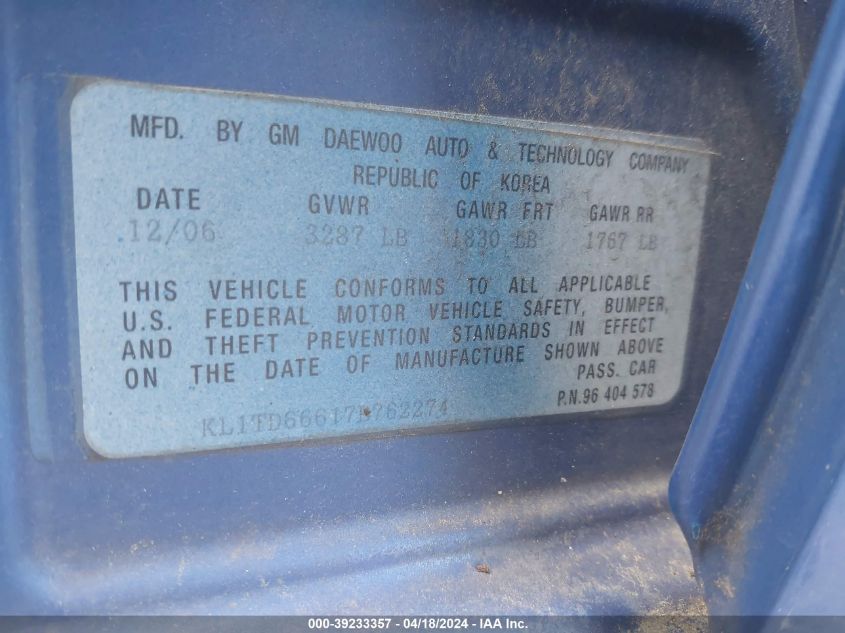 MFD. BY GM DAEWOO AUTO & TECHNOLOGY COMPANY
REPUBLIC OF KOREA
DATE GVWR GAWR FRT GAWR RR
12/06 3287 LB 1830 LB 1767 LB
THIS VEHICLE CONFORMS TO ALL APPLICABLE
U.S. FEDERAL MOTOR VEHICLE SAFETY, BUMPER,
AND THEFT PREVENTION STANDARDS IN EFFECT
ON THE DATE OF MANUFACTURE SHOWN ABOVE
PASS. CAR
KL1TD66617B762274 P.N.96 404 578
000-39233357 - 04/18/2024 - IAA Inc.